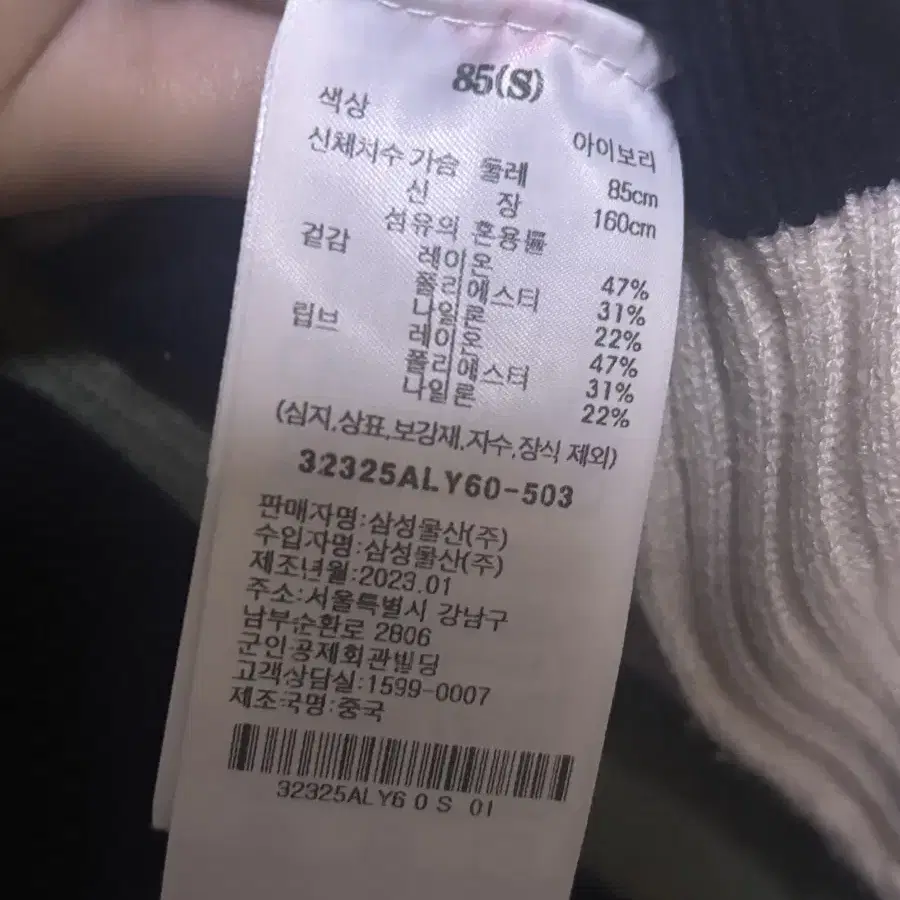 85(S)
색상 아이보리
신체치수 가슴 둘레 85cm
신 장 160cm
섬유의 혼용률
겉감 레이온 47%
폴리에스터 31%
나일론 22%
립브 레이온 47%
폴리에스터 31%
나일론 22%
(심지,상표,보강재,자수,장식 제외)
32325ALY60-503
판매자명:삼성물산(주)
수입자명:삼성물산(주)
제조년월:2023.01
주소:서울특별시 강남구
남부순환로 2806
군인공제회관빌딩
고객상담실:1599-0007
제조국명:중국
32325ALY60S 01